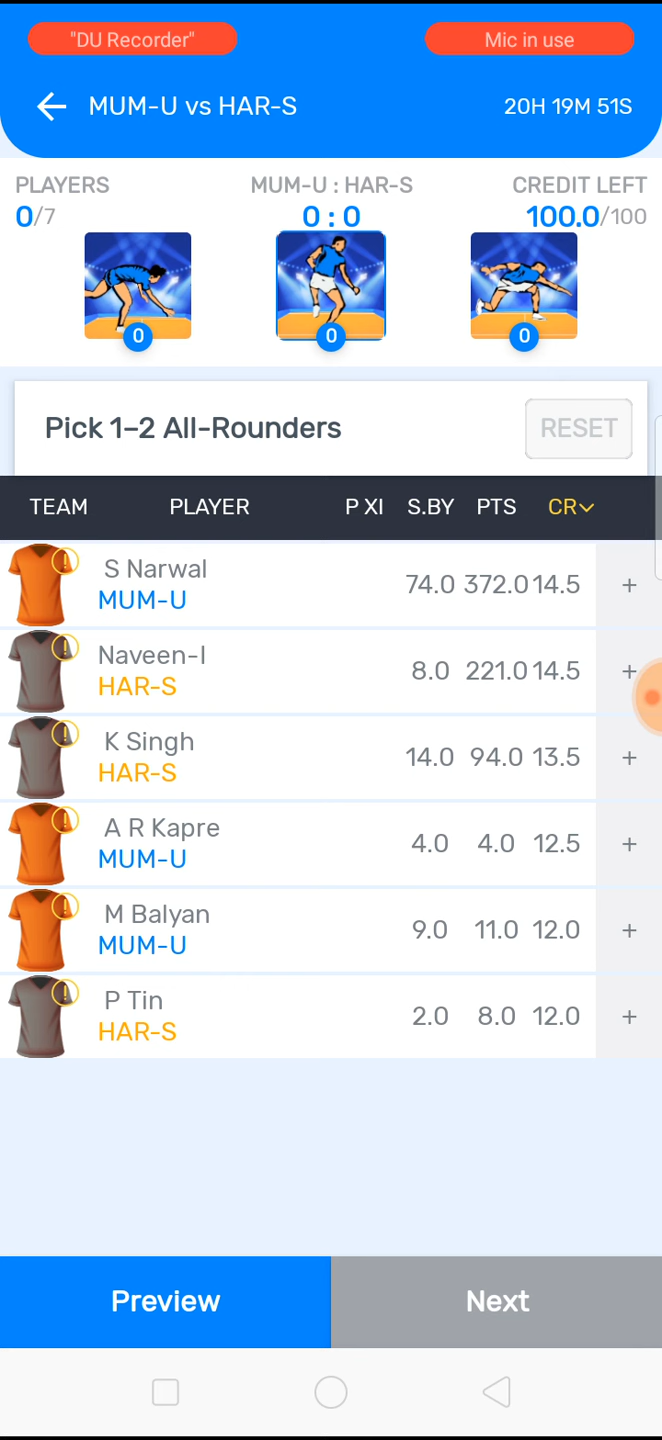 "DU Recorder" Mic in use
MUM-U vs HAR-S 20H 19M 51S
PLAYERS MUM-U : HAR-S CREDIT LEFT
0/7 0 : 0 100.0/100
0 0 0
Pick 1–2 All-Rounders RESET
TEAM PLAYER P XI S.BY PTS CR
S Narwal
MUM-U 74.0 372.0 14.5 +
Naveen-I
HAR-S 8.0 221.0 14.5 +
K Singh
HAR-S 14.0 94.0 13.5 +
A R Kapre
MUM-U 4.0 4.0 12.5 +
M Balyan
MUM-U 9.0 11.0 12.0 +
P Tin
HAR-S 2.0 8.0 12.0 +
Preview Next